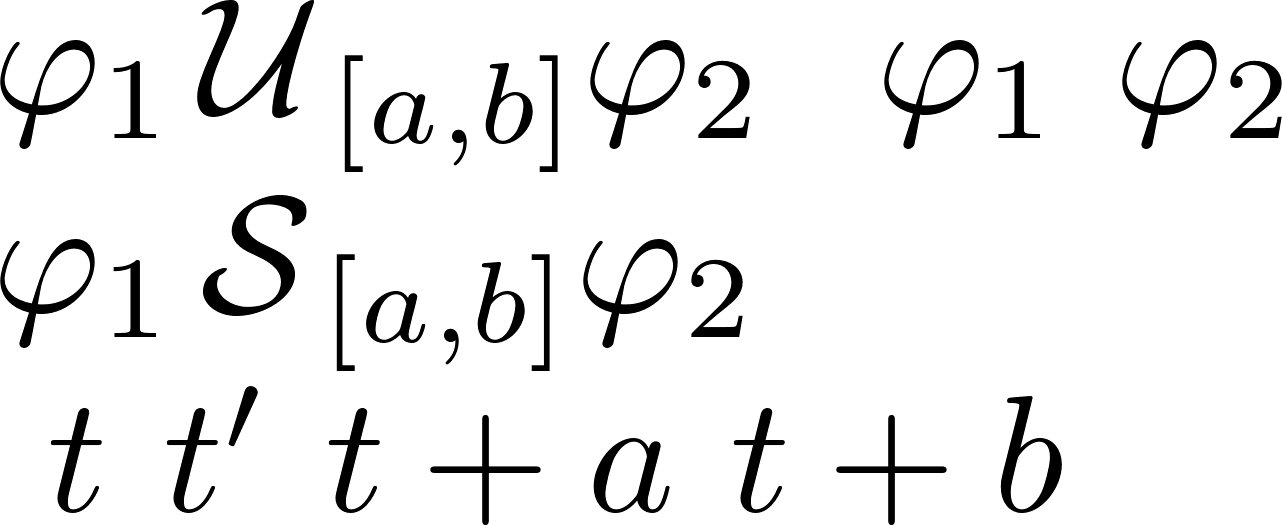 φ₁ 𝒰 [a,b] φ₂ φ₁ φ₂
φ₁ 𝒮 [a,b] φ₂
t t′ t + a t + b